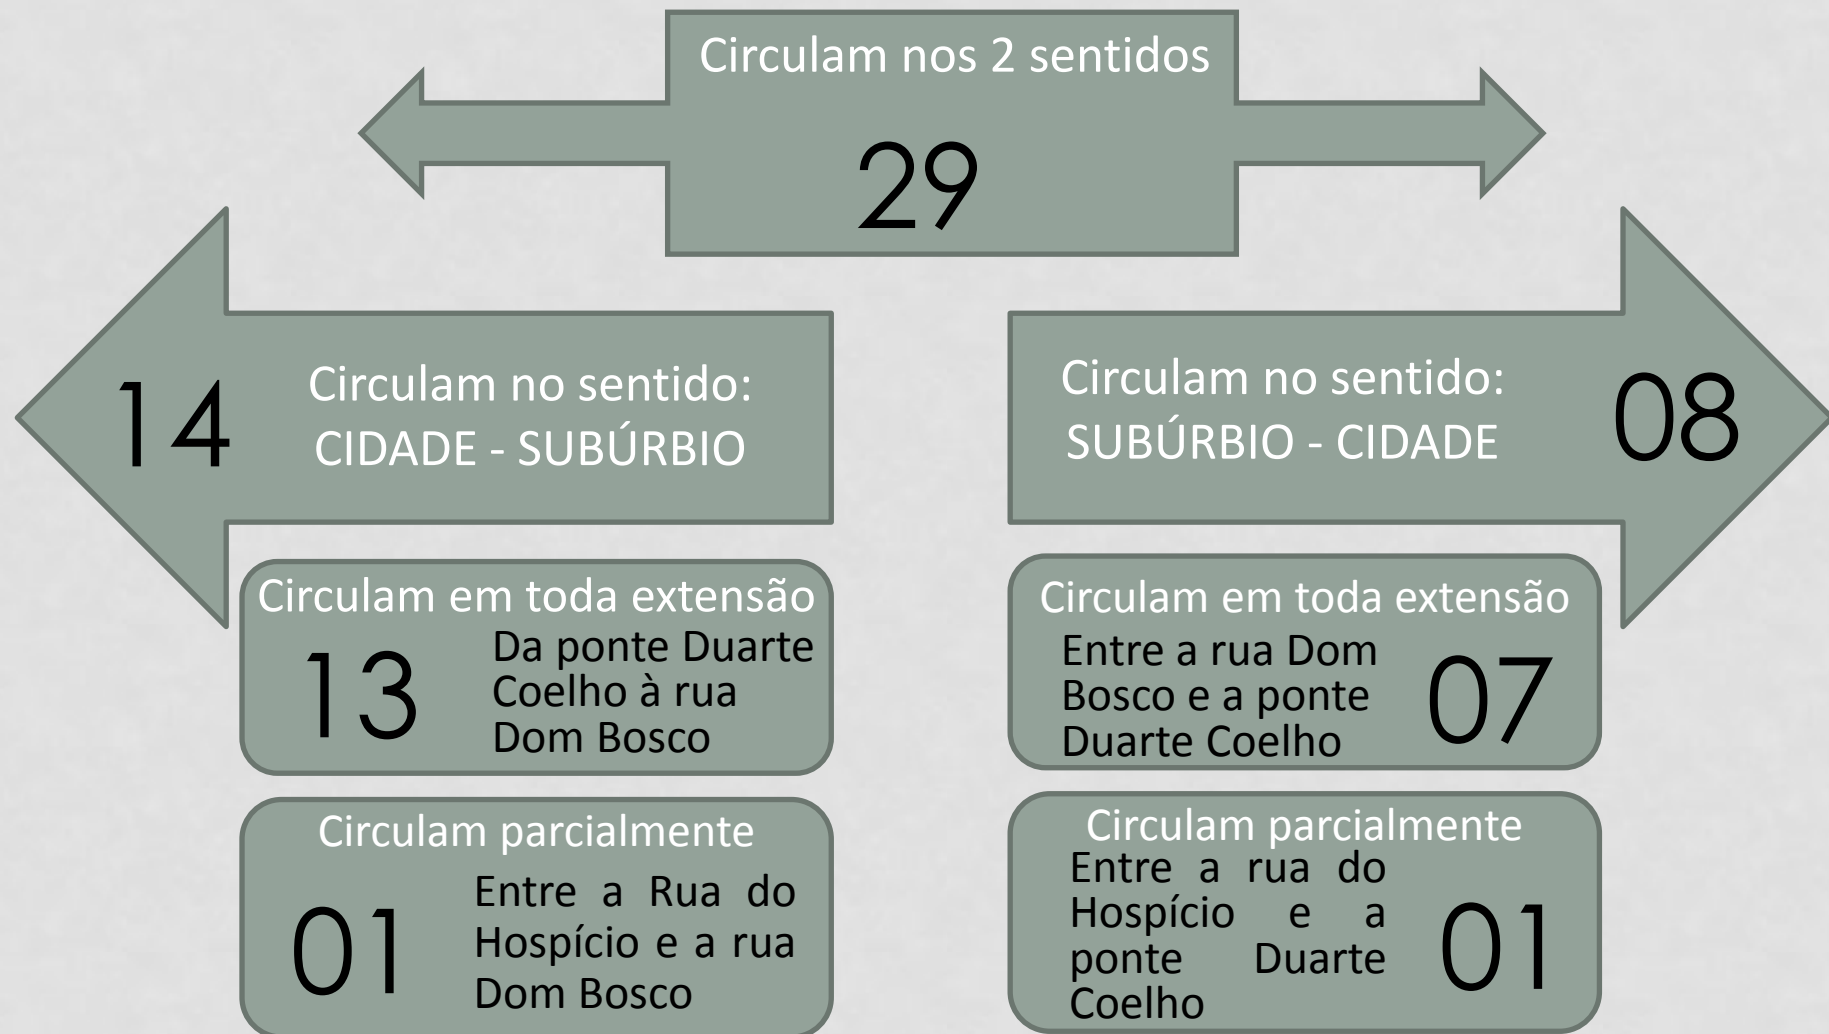 Circulam nos 2 sentidos
29
14
Circulam no sentido:
CIDADE - SUBÚRBIO
Circulam no sentido:
SUBÚRBIO - CIDADE
08
Circulam em toda extensão
13
Da ponte Duarte
Coelho à rua
Dom Bosco
Circulam em toda extensão
Entre a rua Dom
Bosco e a ponte
Duarte Coelho
07
Circulam parcialmente
01
Entre a Rua do
Hospício e a rua
Dom Bosco
Circulam parcialmente
Entre a rua do
Hospício e a
ponte Duarte
Coelho
01